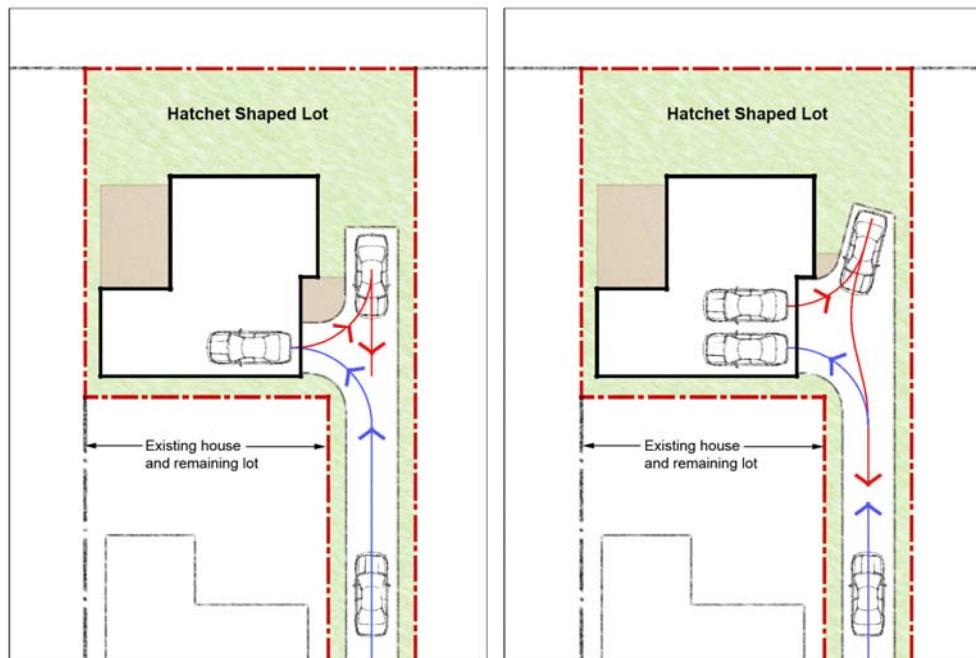 Hatchet Shaped Lot
Existing house
and remaining lot
Hatchet Shaped Lot
Existing house
and remaining lot